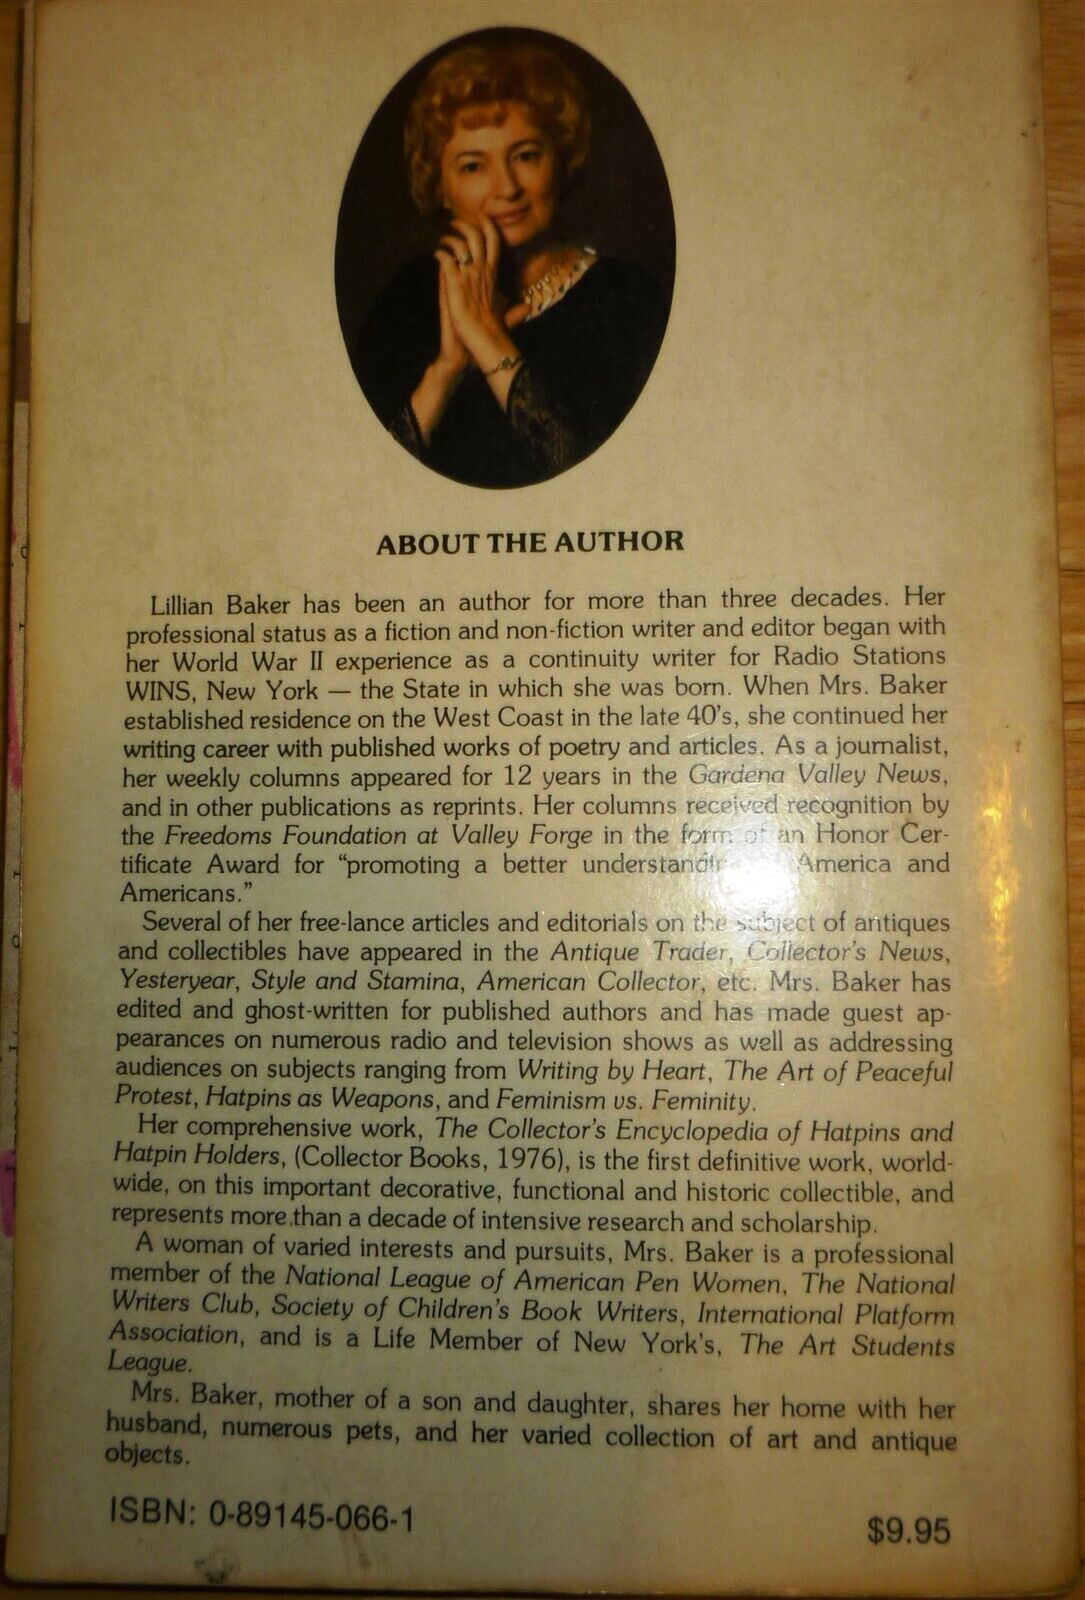 ABOUT THE AUTHOR
Lillian Baker has been an author for more than three decades. Her
professional status as a fiction and non-fiction writer and editor began with
her World War II experience as a continuity writer for Radio Stations
WINS, New York — the State in which she was born. When Mrs. Baker
established residence on the West Coast in the late 40's, she continued her
writing career with published works of poetry and articles. As a journalist,
her weekly columns appeared for 12 years in the Gardena Valley News,
and in other publications as reprints. Her columns received recognition by
the Freedoms Foundation at Valley Forge in the form of an Honor Cer-
tificate Award for “promoting a better understanding America and
Americans.”
Several of her free-lance articles and editorials on the subject of antiques
and collectibles have appeared in the Antique Trader, Collector's News,
Yesteryear, Style and Stamina, American Collector, etc. Mrs. Baker has
edited and ghost-written for published authors and has made guest ap-
pearances on numerous radio and television shows as well as addressing
audiences on subjects ranging from Writing by Heart, The Art of Peaceful
Protest, Hatpins as Weapons, and Feminism vs. Feminity.
Her comprehensive work, The Collector's Encyclopedia of Hatpins and
Hatpin Holders, (Collector Books, 1976), is the first definitive work, world-
wide, on this important decorative, functional and historic collectible, and
represents more than a decade of intensive research and scholarship.
A woman of varied interests and pursuits, Mrs. Baker is a professional
member of the National League of American Pen Women, The National
Writers Club, Society of Children's Book Writers, International Platform
Association, and is a Life Member of New York's, The Art Students
League.
Mrs. Baker, mother of a son and daughter, shares her home with her
husband, numerous pets, and her varied collection of art and antique
objects.
ISBN: 0-89145-066-1
$9.95